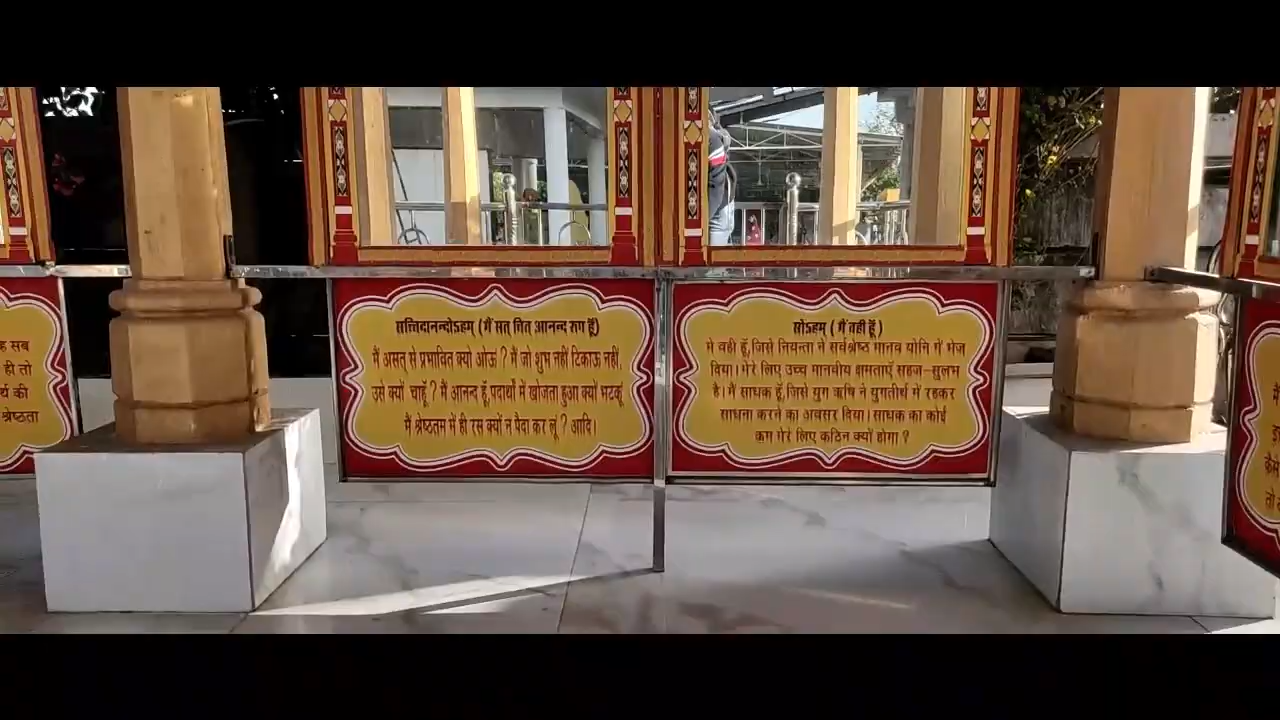 ह सब
ही तो
र्थ की
श्रेष्ठता
सच्चिदानन्दोऽहम् ( मैं सत् चित् आनन्द रूप हूँ)
मैं असत् से प्रभावित क्यों होऊँ ? मैं जो शुभ नहीं टिकाऊ नहीं,
उसे क्यों चाहूँ ? मैं आनन्द हूँ,पदार्थों में खोजता हुआ क्यों भटकूं
मैं श्रेष्ठतम में ही रस क्यों न पैदा कर लूं ? आदि।
सोऽहम् ( मैं वही हूँ )
मैं वही हूँ,जिसे नियन्ता ने सर्वश्रेष्ठ मानव योनि में भेज
दिया। मेरे लिए उच्च मानवीय क्षमताएँ सहज-सुलभ
है। मैं साधक हूँ,जिसे युग ऋषि ने युगतीर्थ में रहकर
साधना करने का अवसर दिया। साधक का कोई
काम मेरे लिए कठिन क्यों होगा ?